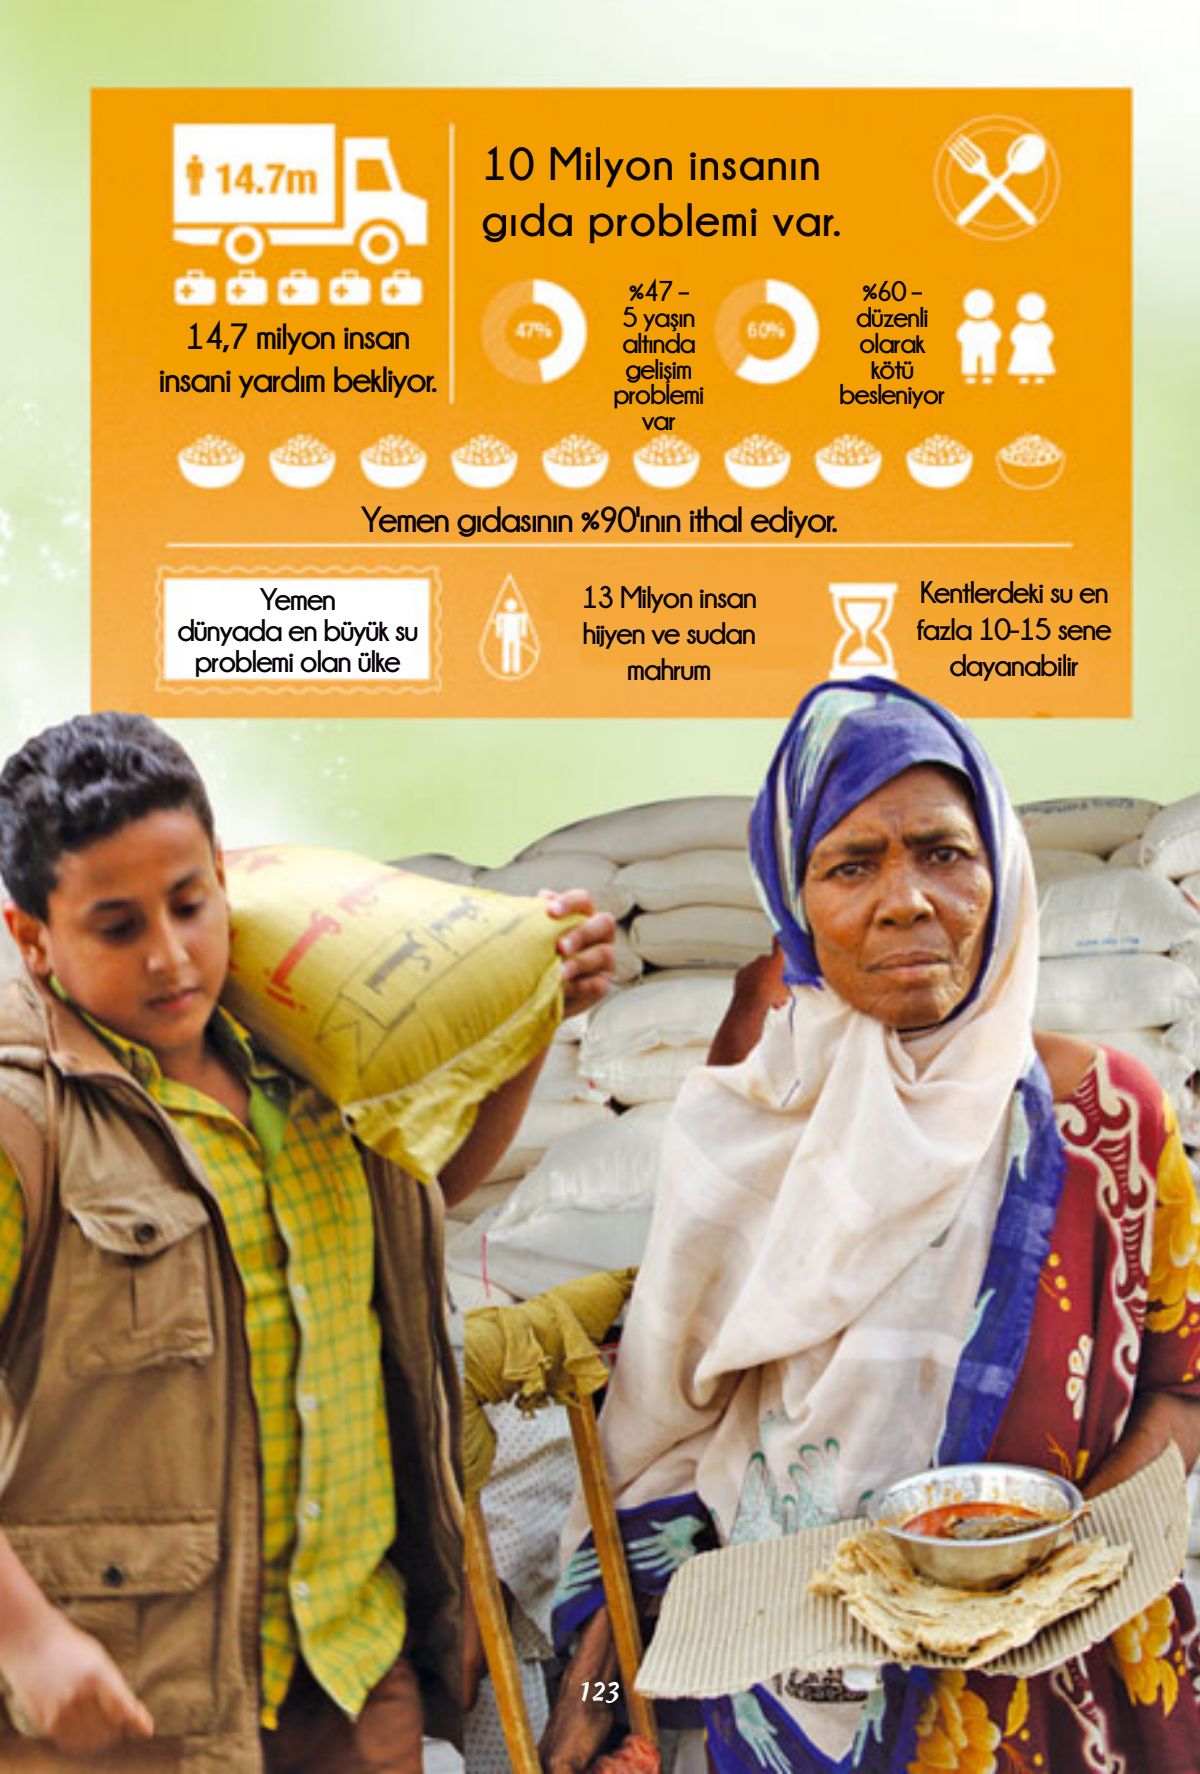 14.7m
14,7 milyon insan
insani yardım bekliyor.
10 Milyon insanın
gıda problemi var.
47%
%47 –
5 yaşın
altında
gelişim
problemi
var
60%
%60 –
düzenli
olarak
kötü
besleniyor
Yemen gıdasının %90'ının ithal ediyor.
Yemen
dünyada en büyük su
problemi olan ülke
13 Milyon insan
hijyen ve sudan
mahrum
Kentlerdeki su en
fazla 10-15 sene
dayanabilir
123